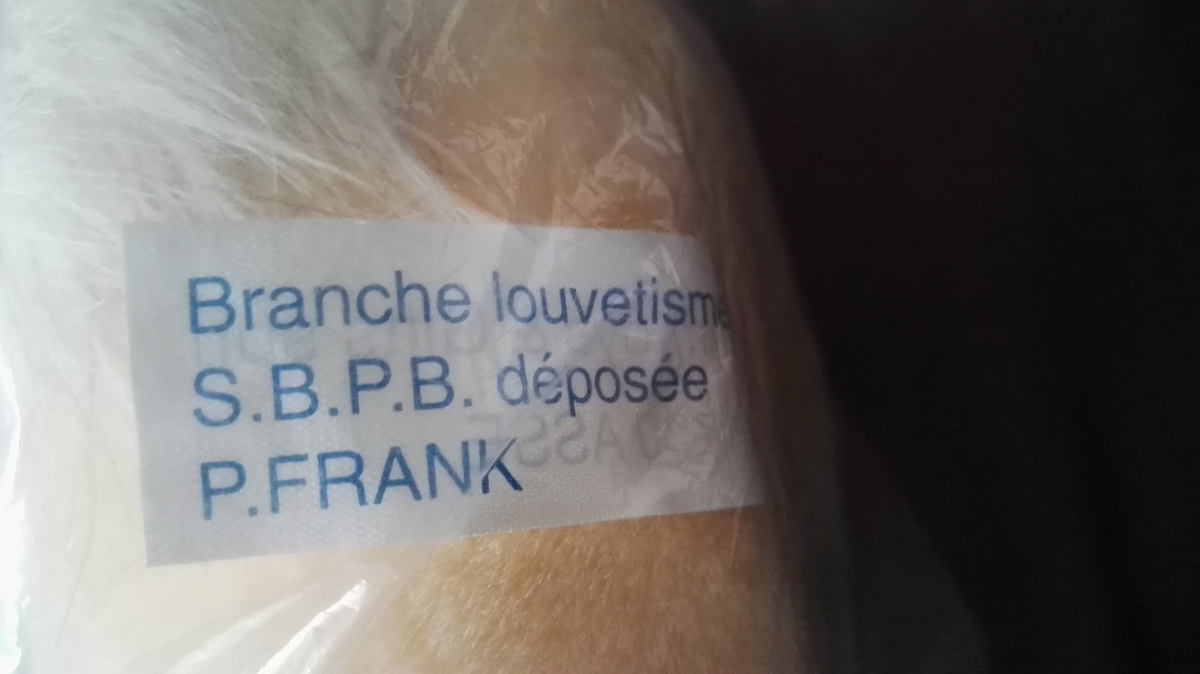 Branche louvetisme
S.B.P.B. déposée
P.FRANK